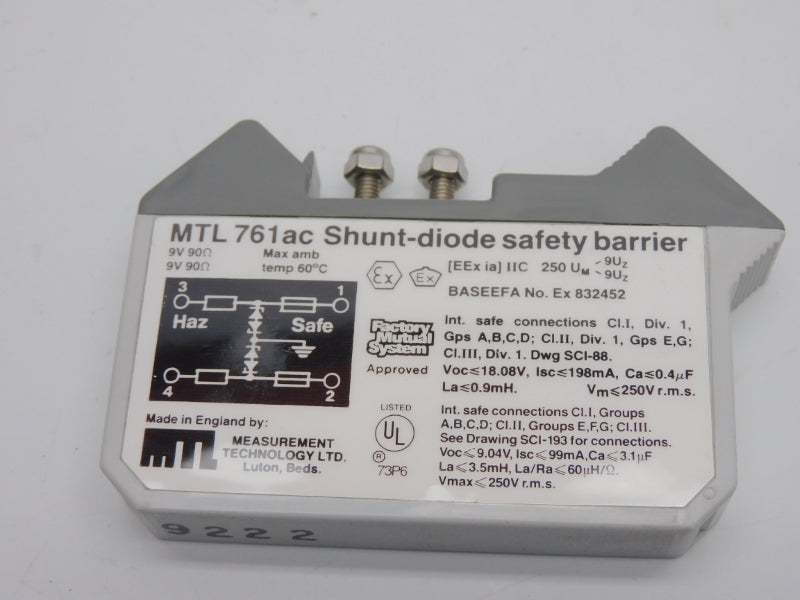 MTL 761ac Shunt-diode safety barrier
9V 90Ω
9V 90Ω
Max amb
temp 60°C
Ex
Ex
[EEx ia] IIC 250 UM 9UZ
9UZ
BASEEFA No. Ex 832452
3
1
Haz
Safe
4
2
Factory
Mutual
System
Approved
Int. safe connections Cl.I, Div. 1,
Gps A,B,C,D; Cl.II, Div. 1, Gps E,G;
Cl.III, Div. 1. Dwg SCI-88.
Voc≤18.08V, Isc≤198mA, Ca≤0.4μF
La≤0.9mH. Vm≤250V r.m.s.
LISTED
UL
®
73P6
Int. safe connections Cl.I, Groups
A,B,C,D; Cl.II, Groups E,F,G; Cl.III.
See Drawing SCI-193 for connections.
Voc≤9.04V, Isc≤99mA, Ca≤3.1μF
La≤3.5mH, La/Ra≤60μH/Ω.
Vmax≤250V r.m.s.
Made in England by:
MTL
MEASUREMENT
TECHNOLOGY LTD.
Luton, Beds.
9222